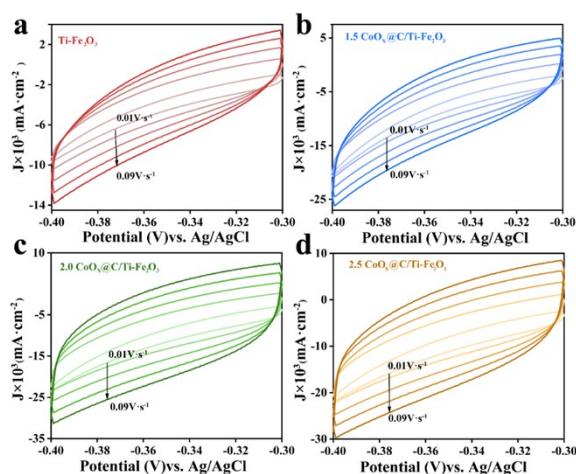 a
Ti-Fe₂O₃
J×10³ (mA·cm⁻²)
2
-2
-6
-10
-14
0.01V·s⁻¹
0.09V·s⁻¹
-0.40 -0.38 -0.36 -0.34 -0.32 -0.30
Potential (V)vs. Ag/AgCl
b
1.5 CoOₓ@C/Ti-Fe₂O₃
J×10³ (mA·cm⁻²)
5
-5
-15
-25
0.01V·s⁻¹
0.09V·s⁻¹
-0.40 -0.38 -0.36 -0.34 -0.32 -0.30
Potential (V)vs. Ag/AgCl
c
2.0 CoOₓ@C/Ti-Fe₂O₃
J×10³ (mA·cm⁻²)
10
-5
-15
-25
-35
0.01V·s⁻¹
0.09V·s⁻¹
-0.40 -0.38 -0.36 -0.34 -0.32 -0.30
Potential (V)vs. Ag/AgCl
d
2.5 CoOₓ@C/Ti-Fe₂O₃
J×10³ (mA·cm⁻²)
10
0
-10
-20
-30
0.01V·s⁻¹
0.09V·s⁻¹
-0.40 -0.38 -0.36 -0.34 -0.32 -0.30
Potential (V)vs. Ag/AgCl